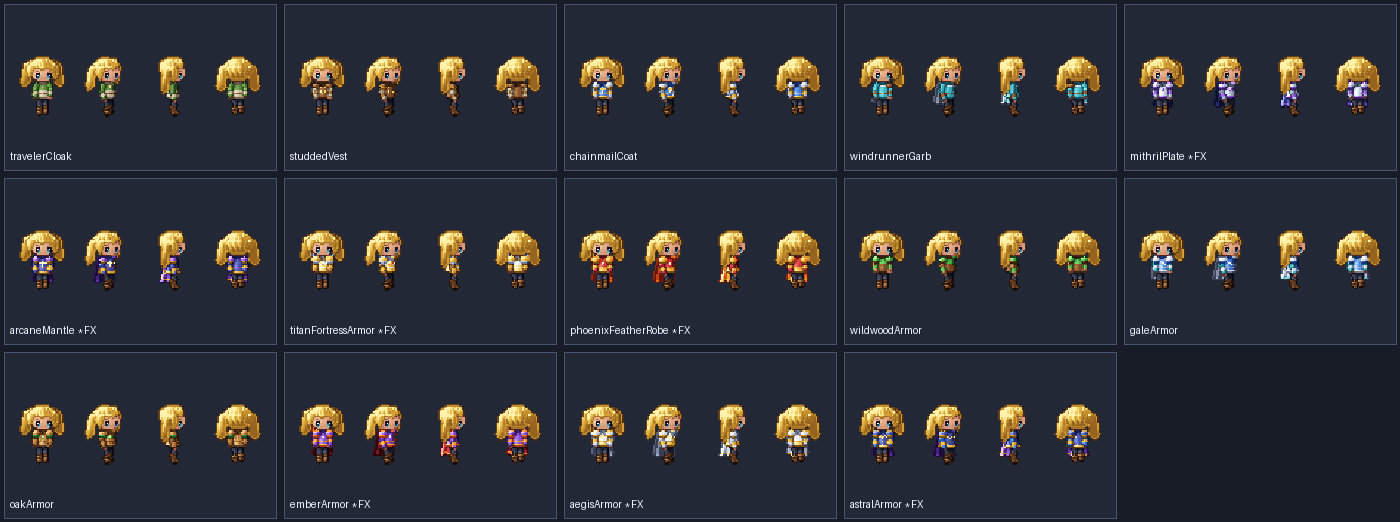 travelerCloak
studdedVest
chainmailCoat
windrunnerGarb
mithrilPlate ★FX
arcaneMantle ★FX
titanFortressArmor ★FX
phoenixFeatherRobe ★FX
wildwoodArmor
galeArmor
oakArmor
emberArmor ★FX
aegisArmor ★FX
astralArmor ★FX